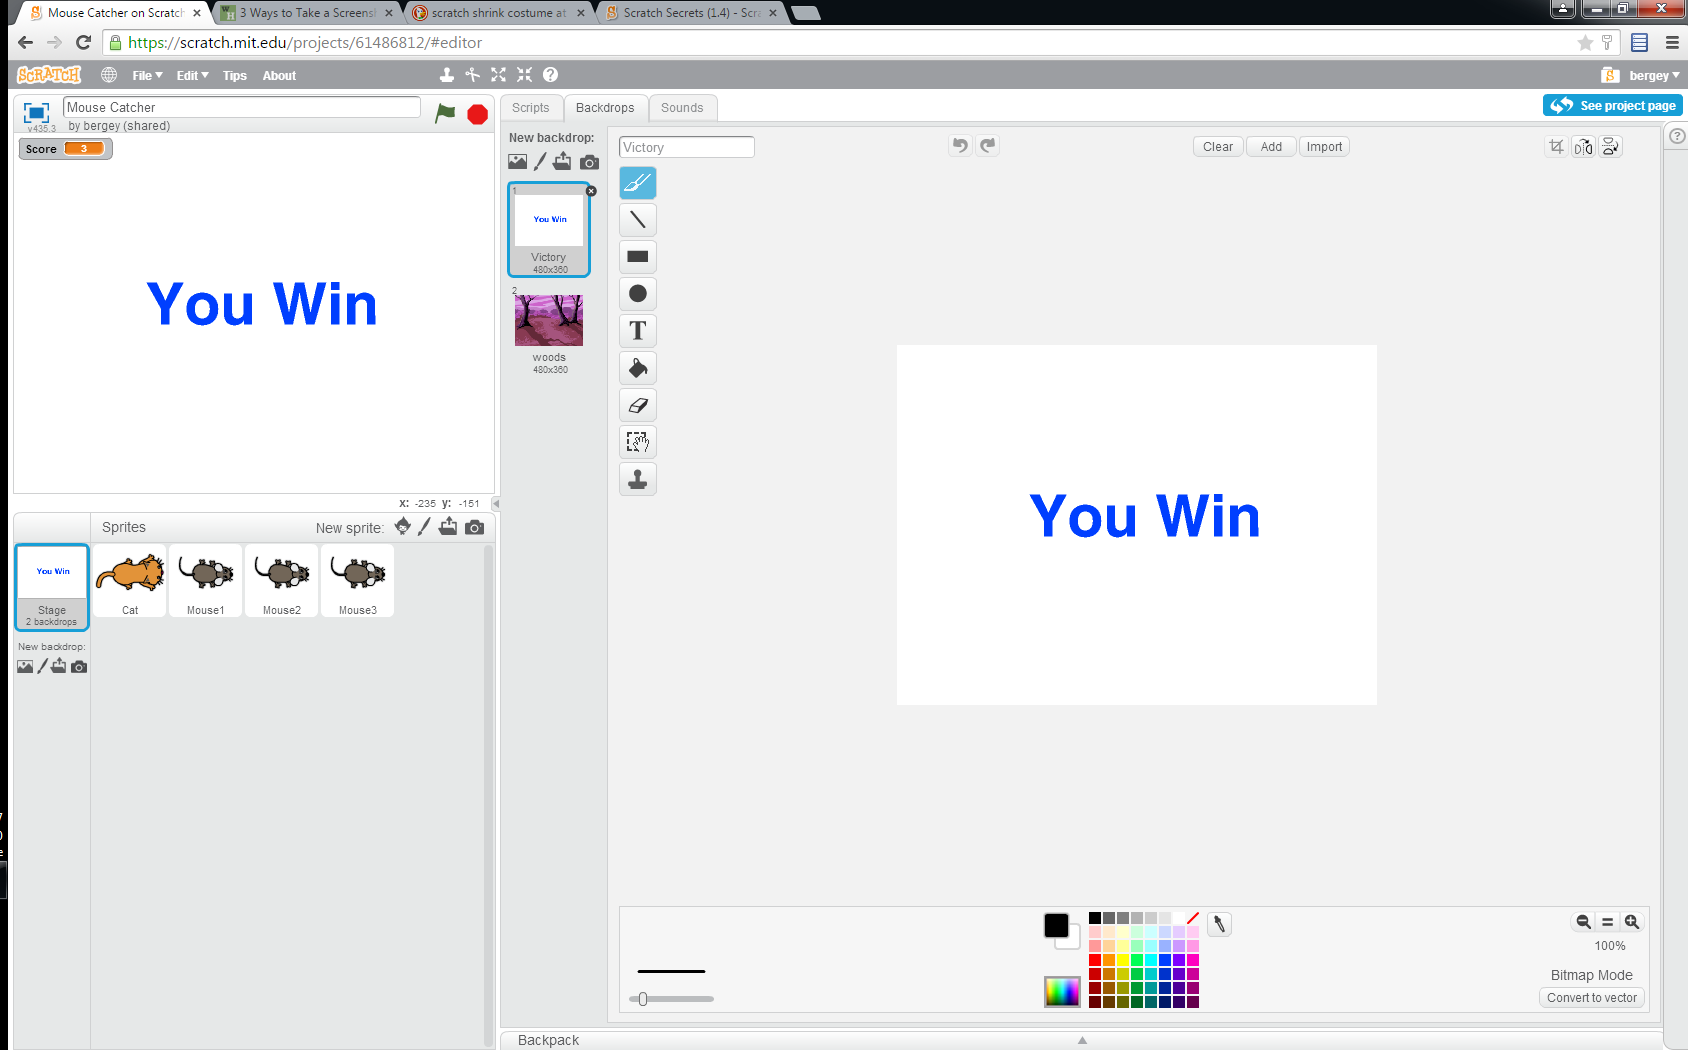 Mouse Catcher on Scratch
3 Ways to Take a Screensh
scratch shrink costume at
Scratch Secrets (1.4) - Scra
https://scratch.mit.edu/projects/61486812/#editor
SCRATCH
File
Edit
Tips
About
bergey
Mouse Catcher
v435.3
by bergey (shared)
Scripts
Backdrops
Sounds
See project page
Score 3
You Win
New backdrop:
1
You Win
Victory
480x360
2
woods
480x360
Victory
Clear
Add
Import
T
You Win
x: -235 y: -151
Sprites
New sprite:
You Win
Stage
2 backdrops
New backdrop:
Cat
Mouse1
Mouse2
Mouse3
100%
Bitmap Mode
Convert to vector
Backpack